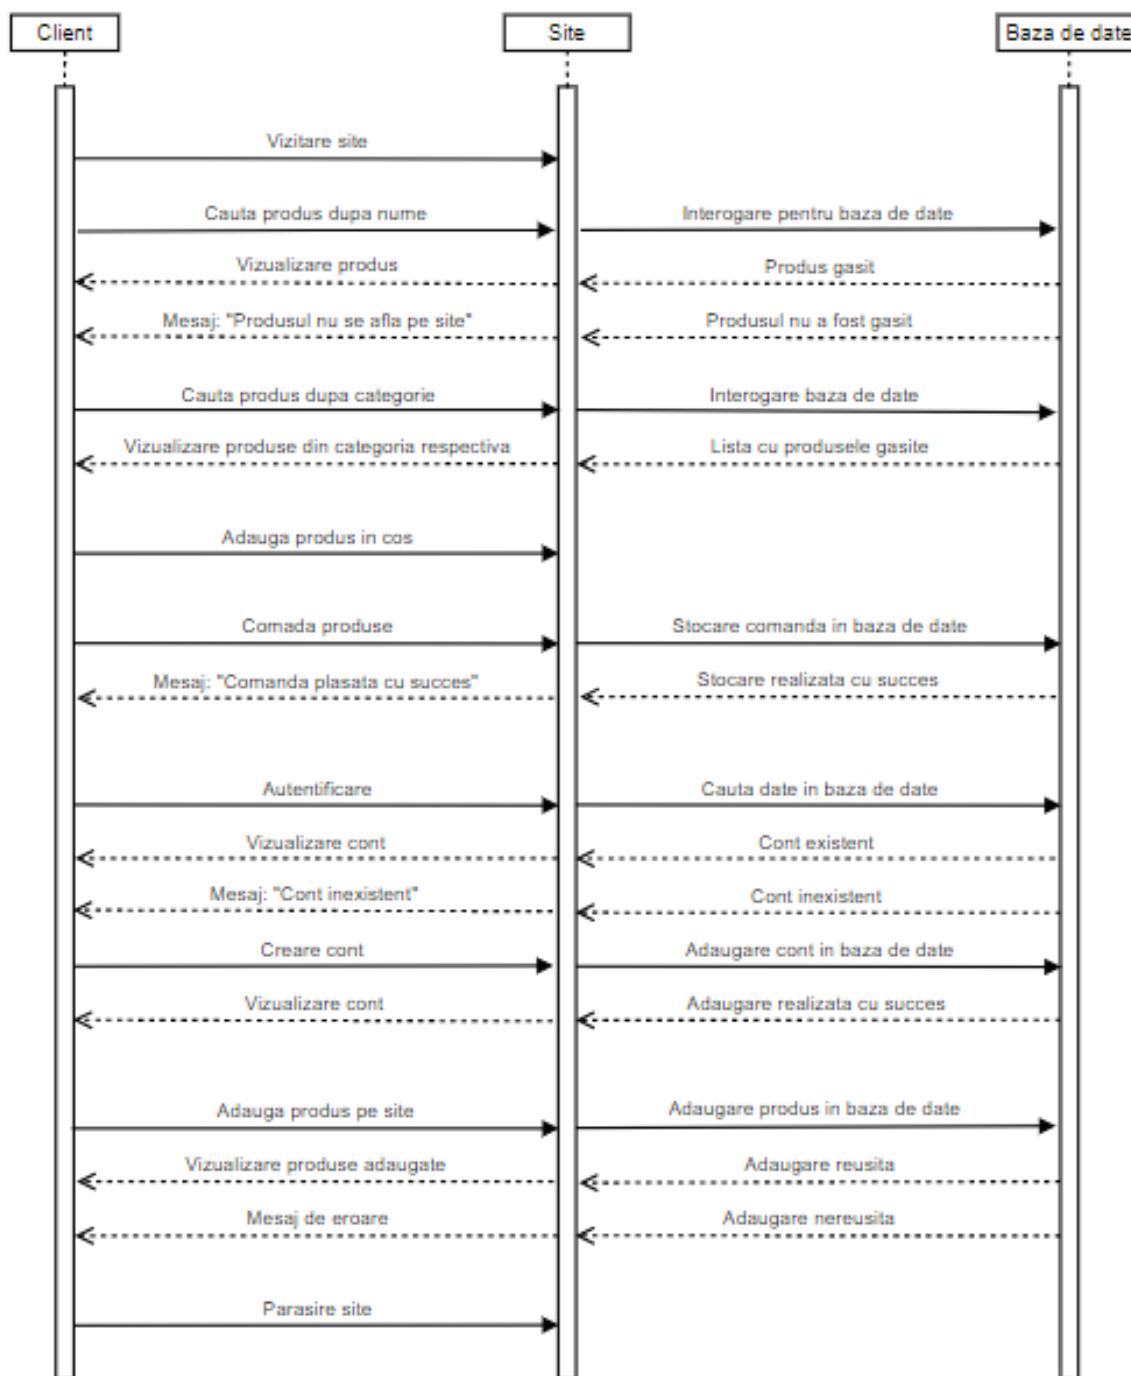 Client
Site
Baza de date
Vizitare site
Cauta produs dupa nume
Interogare pentru baza de date
Vizualizare produs
Produs gasit
Mesaj: "Produsul nu se afla pe site"
Produsul nu a fost gasit
Cauta produs dupa categorie
Interogare baza de date
Vizualizare produse din categoria respectiva
Lista cu produsele gasite
Adauga produs in cos
Comada produse
Stocare comanda in baza de date
Mesaj: "Comanda plasata cu succes"
Stocare realizata cu succes
Autentificare
Cauta date in baza de date
Vizualizare cont
Cont existent
Mesaj: "Cont inexistent"
Cont inexistent
Creare cont
Adaugare cont in baza de date
Vizualizare cont
Adaugare realizata cu succes
Adauga produs pe site
Adaugare produs in baza de date
Vizualizare produse adaugate
Adaugare reusita
Mesaj de eroare
Adaugare nereusita
Parasire site